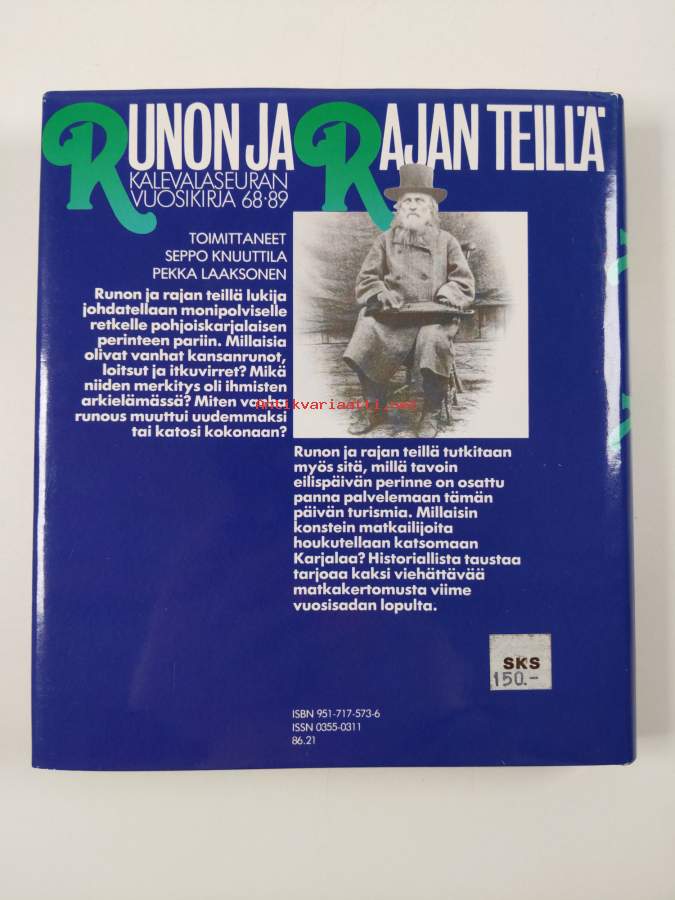 RUNON JA RAJAN TEILLÄ
KALEVALASEURAN
VUOSIKIRJA 68·89
TOIMITTANEET
SEPPO KNUUTTILA
PEKKA LAAKSONEN
Runon ja rajan teillä lukija
johdatellaan monipolviselle
retkelle pohjoiskarjalaisen
perinteen pariin. Millaisia
olivat vanhat kansanrunot,
loitsut ja itkuvirret? Mikä
niiden merkitys oli ihmisten
arkielämässä? Miten
runous muuttui uudemmaksi
tai katosi kokonaan?
Antikvariaatti.net
Runon ja rajan teillä tutkitaan
myös sitä, millä tavoin
eilispäivän perinne on osattu
panna palvelemaan tämän
päivän turismia. Millaisin
konstein matkailijoita
houkutellaan katsomaan
Karjalaa? Historiallista taustaa
tarjoaa kaksi viehättävää
matkakertomusta viime
vuosisadan lopulta.
SKS
150.-
ISBN 951-717-573-6
ISSN 0355-0311
86.21